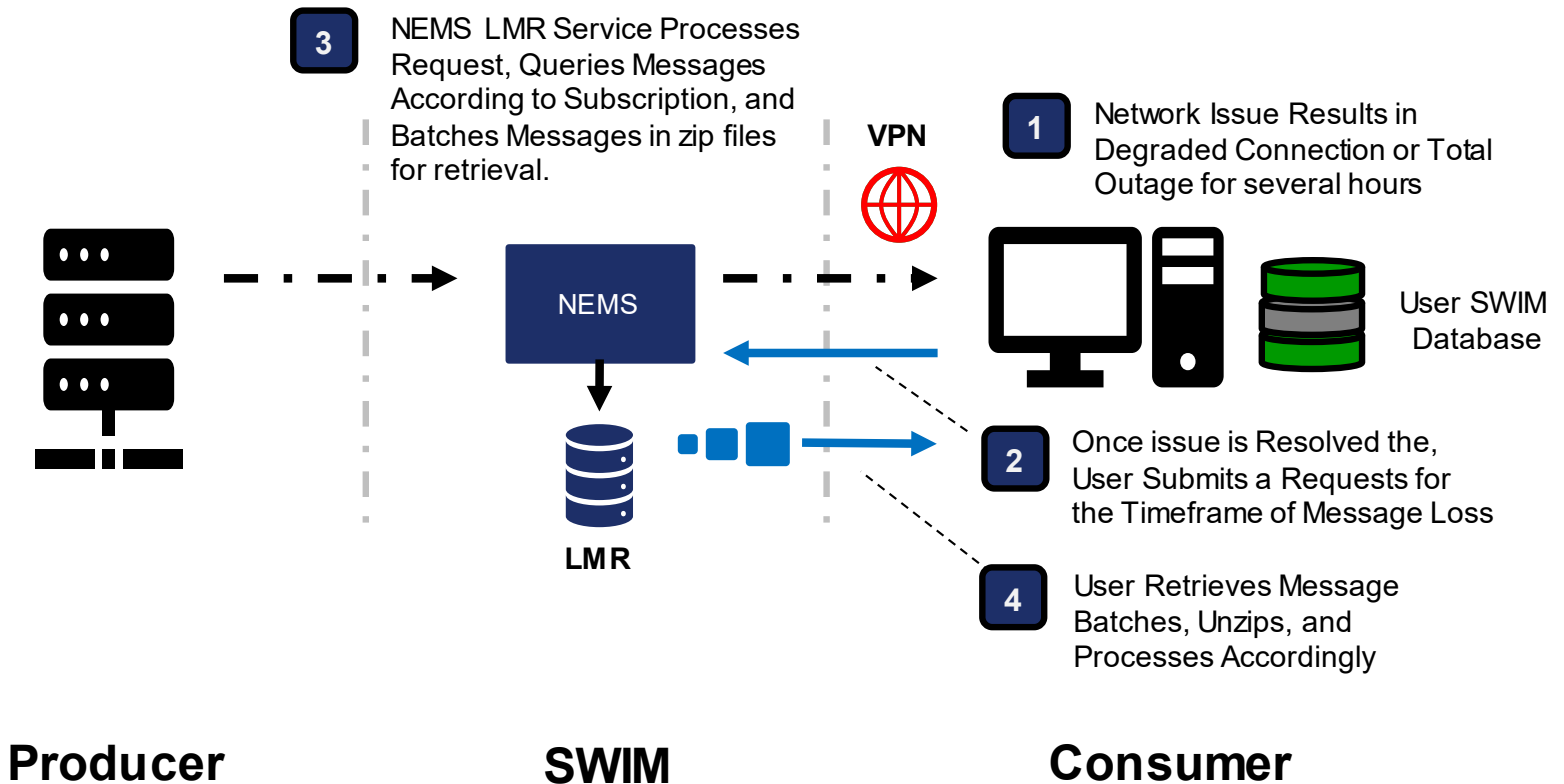 3
NEMS LMR Service Processes
Request, Queries Messages
According to Subscription, and
Batches Messages in zip files
for retrieval.
VPN
1
Network Issue Results in
Degraded Connection or Total
Outage for several hours
NEMS
User SWIM
Database
LMR
2
Once issue is Resolved the,
User Submits a Requests for
the Timeframe of Message Loss
4
User Retrieves Message
Batches, Unzips, and
Processes Accordingly
Producer
SWIM
Consumer